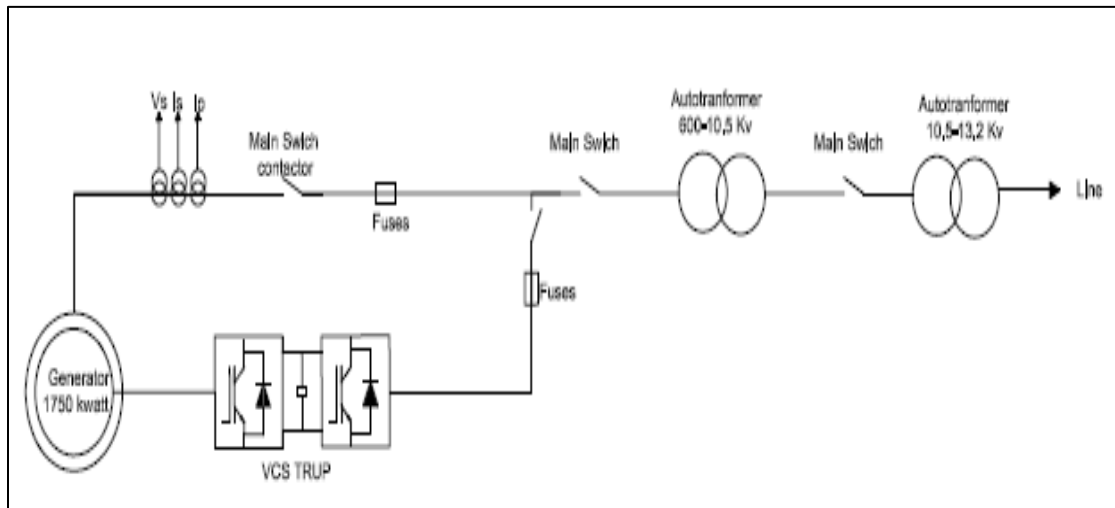 Vs Is Ip
Main Swich
contactor
Fuses
Main Swich
Autotranformer
600-10,5 Kv
Main Swich
Autotranformer
10,5-13,2 Kv
Line
Fuses
Generator
1750 kwatt
VCS TRUP